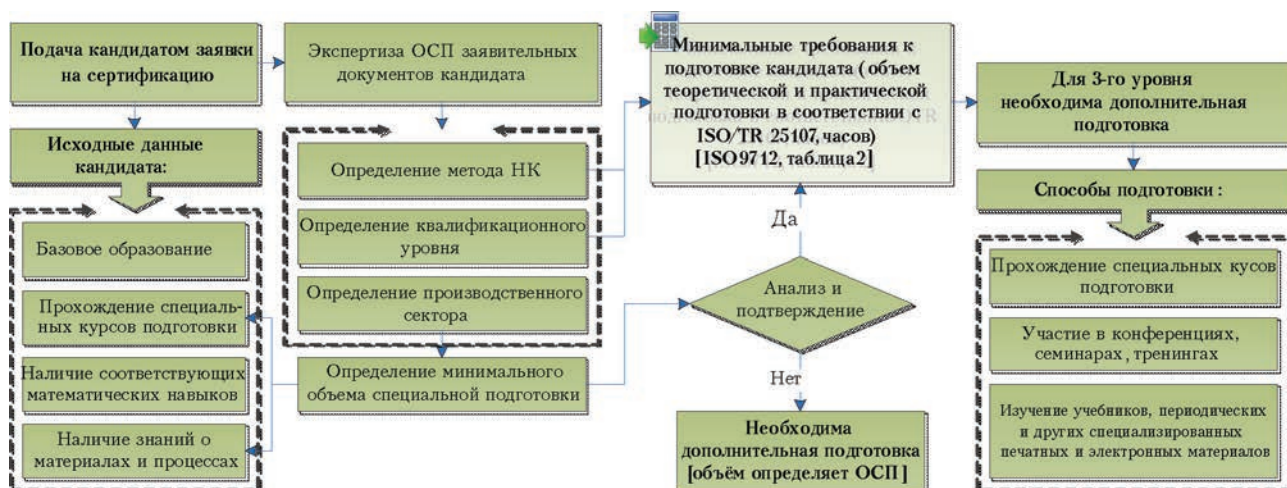 Подача кандидатом заявки
на сертификацию
Исходные данные
кандидата:
Базовое образование
Прохождение специаль-
ных курсов подготовки
Наличие соответствующих
математических навыков
Наличие знаний о
материалах и процессах
Экспертиза ОСП заявительных
документов кандидата
Определение метода НК
Определение квалификационного
уровня
Определение производственного
сектора
Определение минимального
объема специальной подготовки
Минимальные требования к
подготовке кандидата ( объем
теоретической и практической
подготовки в соответствии с
ISO/TR 25107, часов)
[ISO9712, таблица2]
Да
Анализ и
подтверждение
Нет
Необходима
дополнительная подготовка
[объём определяет ОСП]
Для 3-го уровня
необходима дополнительная
подготовка
Способы подготовки :
Прохождение специальных кусов
подготовки
Участие в конференциях,
семинарах , тренингах
Изучение учебников, периодических
и других специализированных
печатных и электронных материалов